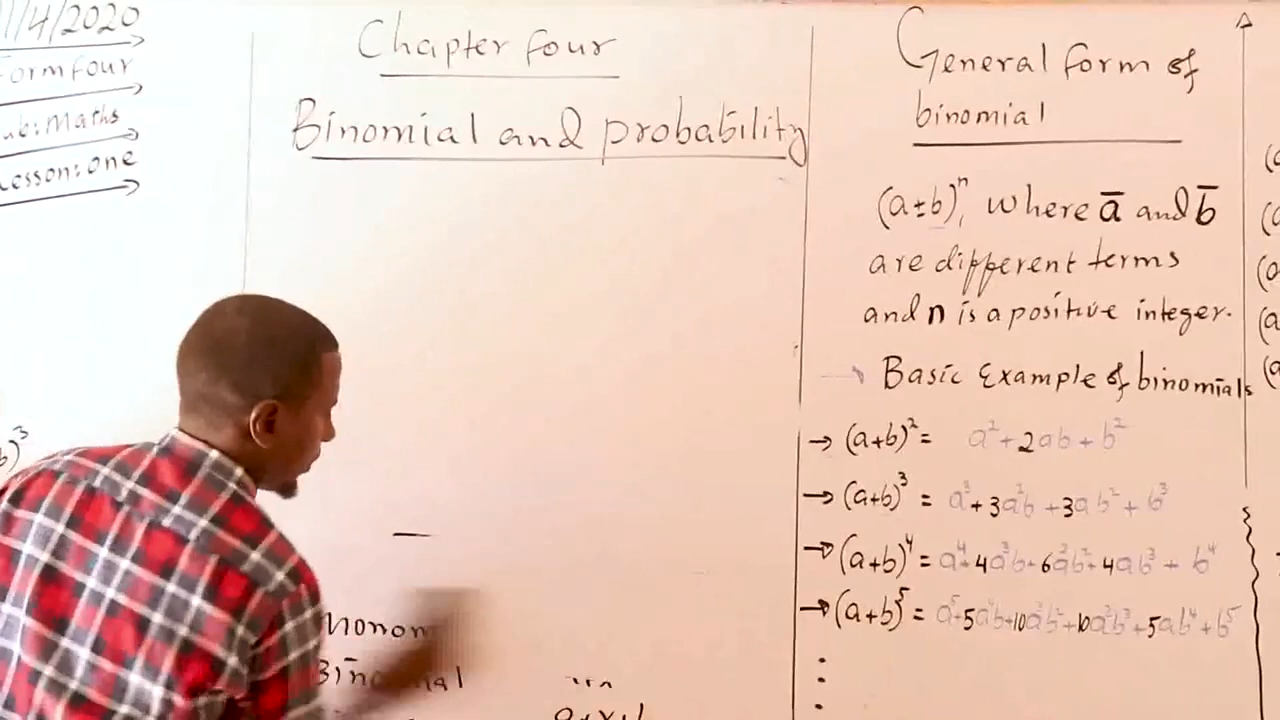 /4/2020
Form Four
Sub: Maths
Lesson: one
b)³
Chapter four
Binomial and probability
Binomial
General form of
binomial
(a±b)ⁿ, where a̅ and b̅
are different terms
and n is a positive integer.
→ Basic Example of binomials
→ (a+b)² = a² + 2ab + b²
→ (a+b)³ = a³ + 3a²b + 3ab² + b³
→ (a+b)⁴ = a⁴+4a³b+6a²b²+4ab³ + b⁴
→ (a+b)⁵ = a⁵+5a⁴b+10a³b²+10a²b³+5ab⁴+b⁵